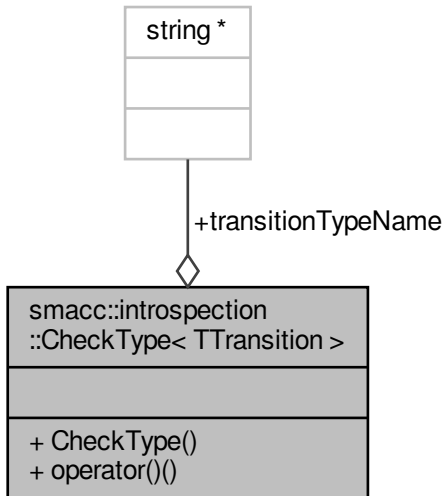 string *
+transitionTypeName
smacc::introspection
::CheckType< TTransition >
+ CheckType()
+ operator()()